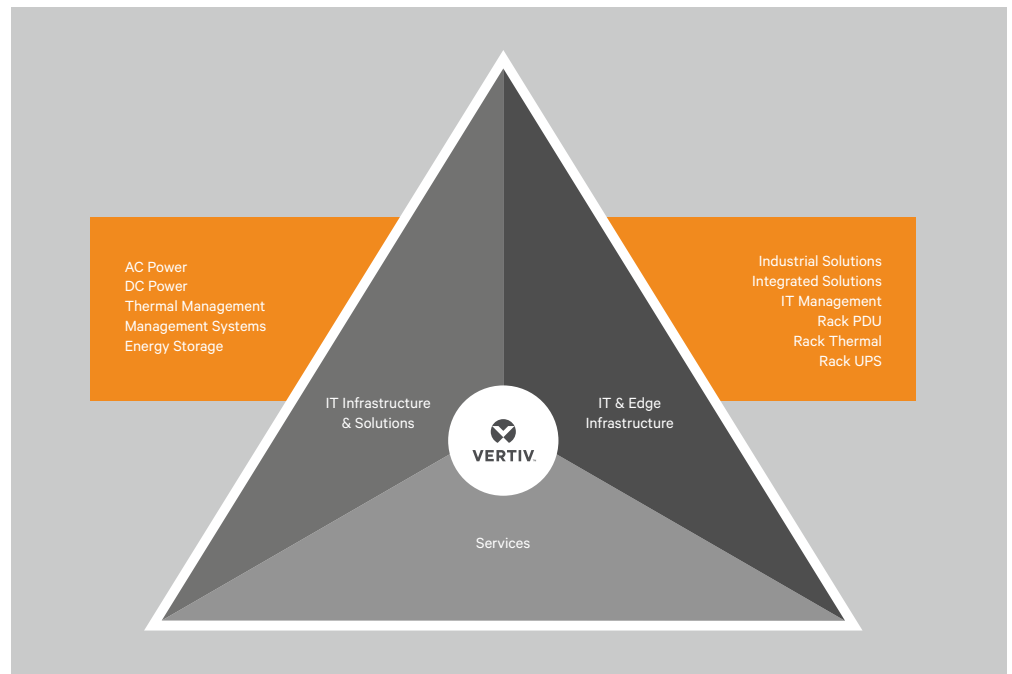 AC Power
DC Power
Thermal Management
Management Systems
Energy Storage
Industrial Solutions
Integrated Solutions
IT Management
Rack PDU
Rack Thermal
Rack UPS
IT Infrastructure
& Solutions
IT & Edge
Infrastructure
VERTIV™
Services